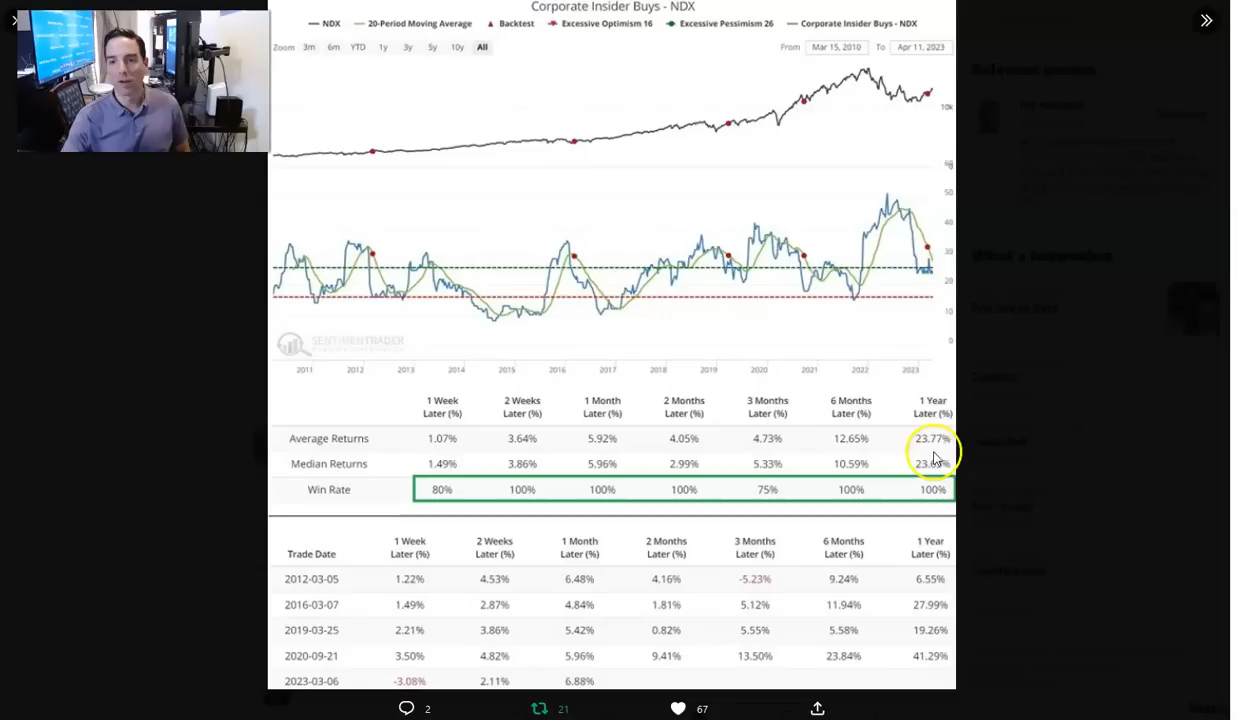 Corporate Insider Buys - NDX
NDX 20-Period Moving Average Backtest Excessive Optimism 16 Excessive Pessimism 26 Corporate Insider Buys - NDX
Zoom 3m 6m YTD 1y 3y 5y 10y All From Mar 15, 2010 To Apr 11, 2023
10k
60
0
50
40
30
20
10
0
SENTIMENTRADER
2011 2012 2013 2014 2015 2016 2017 2018 2019 2020 2021 2022 2023
1 Week 2 Weeks 1 Month 2 Months 3 Months 6 Months 1 Year
Later (%) Later (%) Later (%) Later (%) Later (%) Later (%) Later (%)
Average Returns 1.07% 3.64% 5.92% 4.05% 4.73% 12.65% 23.77%
Median Returns 1.49% 3.86% 5.96% 2.99% 5.33% 10.59%
Win Rate 80% 100% 100% 100% 75% 100% 100%
1 Week 2 Weeks 1 Month 2 Months 3 Months 6 Months 1 Year
Trade Date Later (%) Later (%) Later (%) Later (%) Later (%) Later (%) Later (%)
2012-03-05 1.22% 4.53% 6.48% 4.16% -5.23% 9.24% 6.55%
2016-03-07 1.49% 2.87% 4.84% 1.81% 5.12% 11.94% 27.99%
2019-03-25 2.21% 3.86% 5.42% 0.82% 5.55% 5.58% 19.26%
2020-09-21 3.50% 4.82% 5.96% 9.41% 13.50% 23.84% 41.29%
2023-03-06 -3.08% 2.11% 6.88%
2 21 67